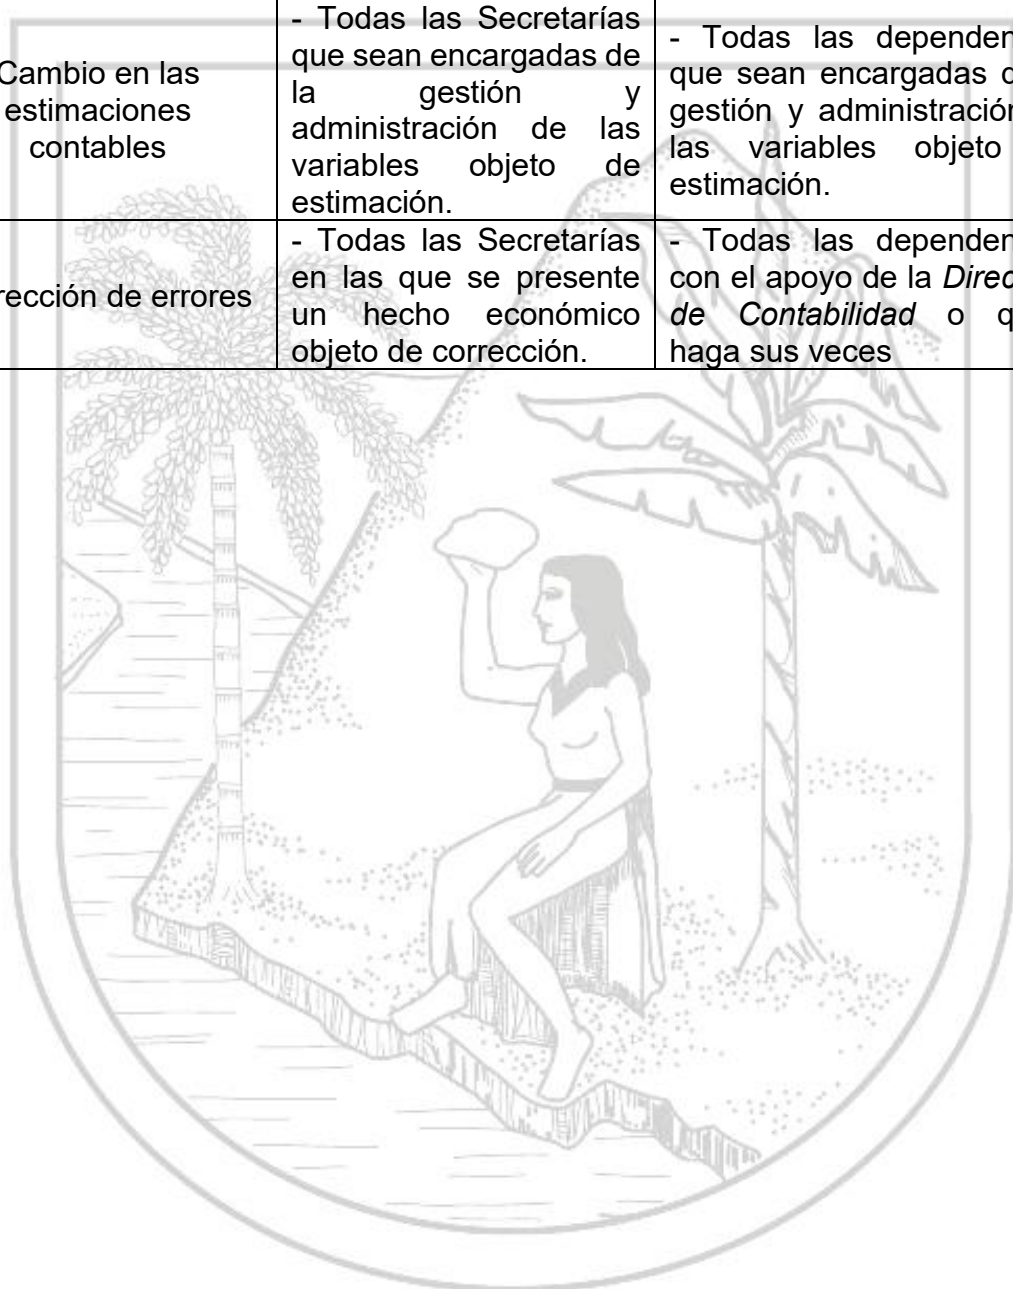 Cambio en las
estimaciones
contables
- Todas las Secretarías
que sean encargadas de
la gestión y
administración de las
variables objeto de
estimación.
- Todas las dependen
que sean encargadas d
gestión y administración
las variables objeto
estimación.
rección de errores
- Todas las Secretarías
en las que se presente
un hecho económico
objeto de corrección.
- Todas las dependen
con el apoyo de la Direc
de Contabilidad o q
haga sus veces